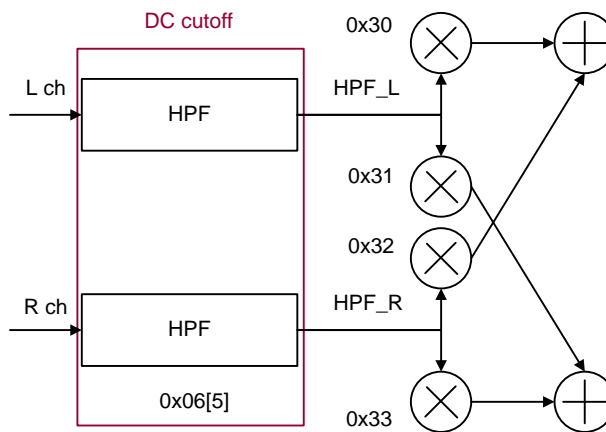 DC cutoff
0x30
L ch
HPF
HPF_L
0x31
0x32
R ch
HPF
HPF_R
0x06[5]
0x33